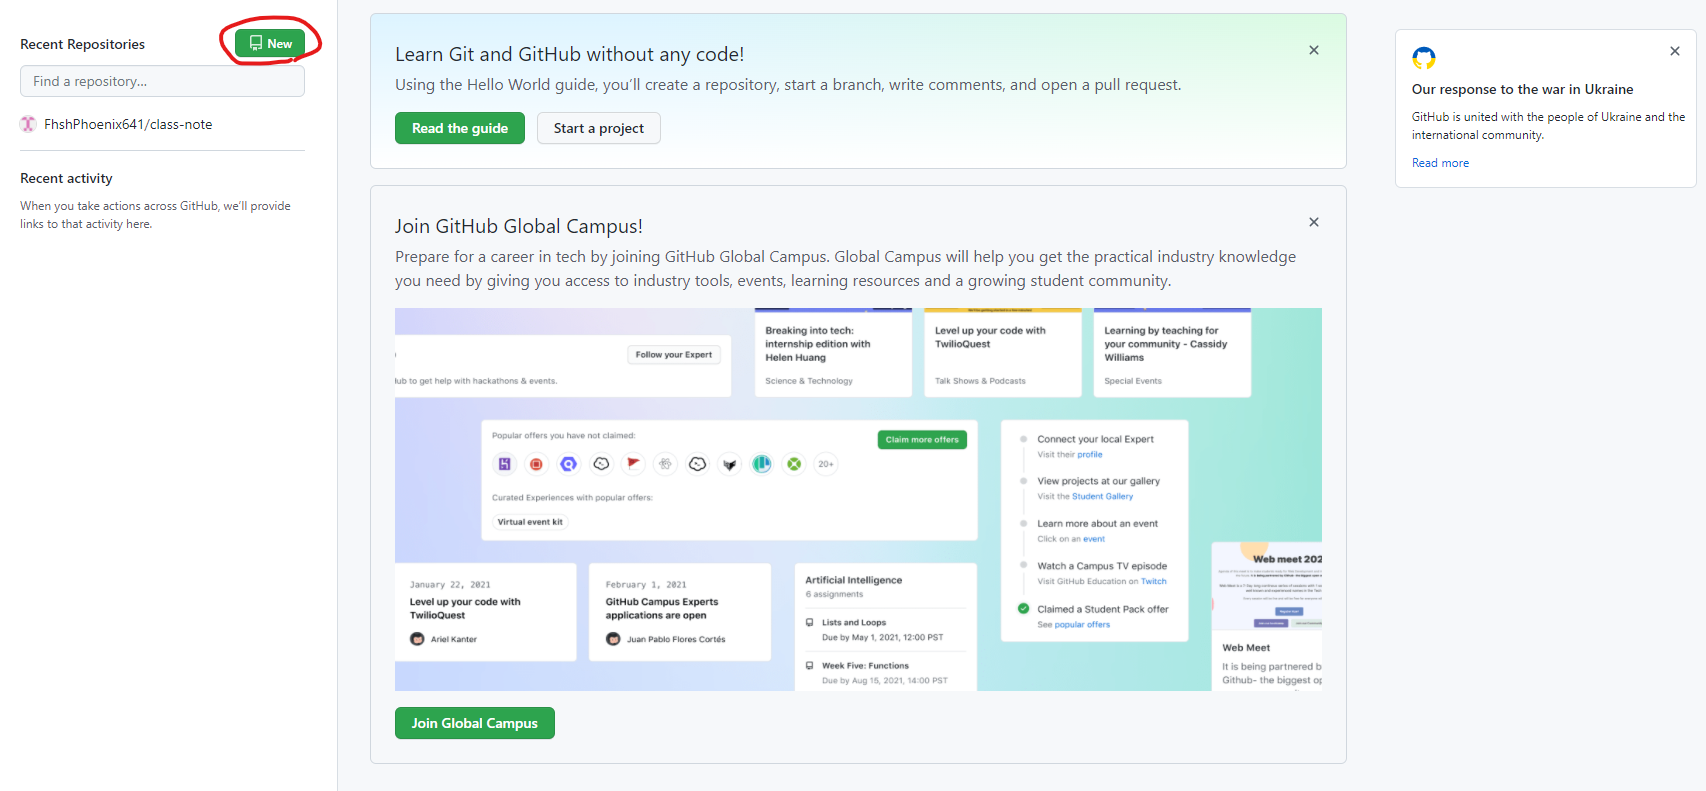 Recent Repositories
New
Find a repository...
FhshPhoenix641/class-note
Recent activity
When you take actions across GitHub, we'll provide
links to that activity here.
Learn Git and GitHub without any code!
Using the Hello World guide, you'll create a repository, start a branch, write comments, and open a pull request.
Read the guide
Start a project
Join GitHub Global Campus!
Prepare for a career in tech by joining GitHub Global Campus. Global Campus will help you get the practical industry knowledge
you need by giving you access to industry tools, events, learning resources and a growing student community.
Follow your Expert
to get help with hackathons & events.
Breaking into tech:
internship edition with
Helen Huang
Science & Technology
Level up your code with
TwilioQuest
Talk Shows & Podcasts
Learning by teaching for
your community - Cassidy
Williams
Special Events
Popular offers you have not claimed:
Claim more offers
20+
Curated Experiences with popular offers:
Virtual event kit
Connect your local Expert
Visit their profile
View projects at our gallery
Visit the Student Gallery
Learn more about an event
Click on an event
Watch a Campus TV episode
Visit GitHub Education on Twitch
Claimed a Student Pack offer
See popular offers
January 22, 2021
Level up your code with
TwilioQuest
Ariel Kanter
February 1, 2021
GitHub Campus Experts
applications are open
Juan Pablo Flores Cortés
Artificial Intelligence
6 assignments
Lists and Loops
Due by May 1, 2021, 12:00 PST
Week Five: Functions
Due by Aug 15, 2021, 14:00 PST
Web meet 202
Web Meet
It is being partnered b
Github- the biggest op
Join Global Campus
Our response to the war in Ukraine
GitHub is united with the people of Ukraine and the
international community.
Read more